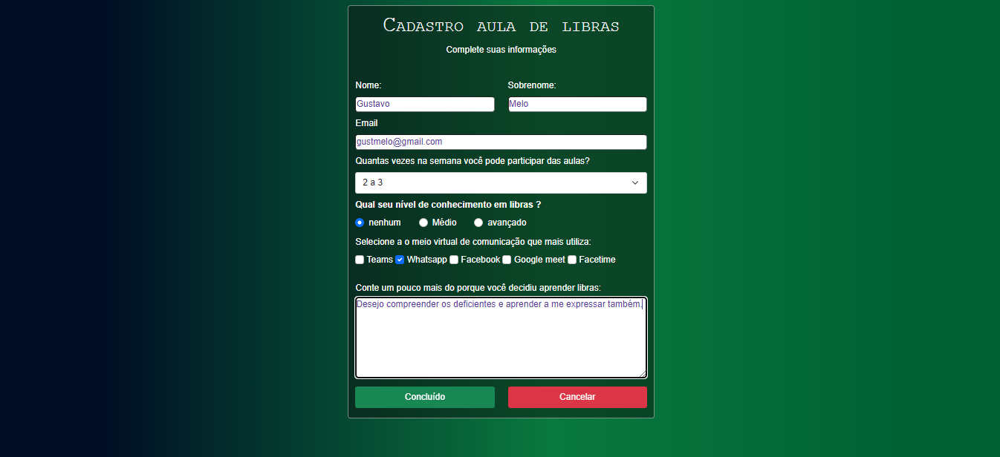 Cadastro aula de libras
Complete suas informações
Nome: Sobrenome:
Gustavo Melo
Email
gustmelo@gmail.com
Quantas vezes na semana você pode participar das aulas?
2 a 3
Qual seu nível de conhecimento em libras ?
nenhum Médio avançado
Selecione a o meio virtual de comunicação que mais utiliza:
Teams Whatsapp Facebook Google meet Facetime
Conte um pouco mais do porque você decidiu aprender libras:
Desejo compreender os deficientes e aprender a me expressar também.
Concluído Cancelar